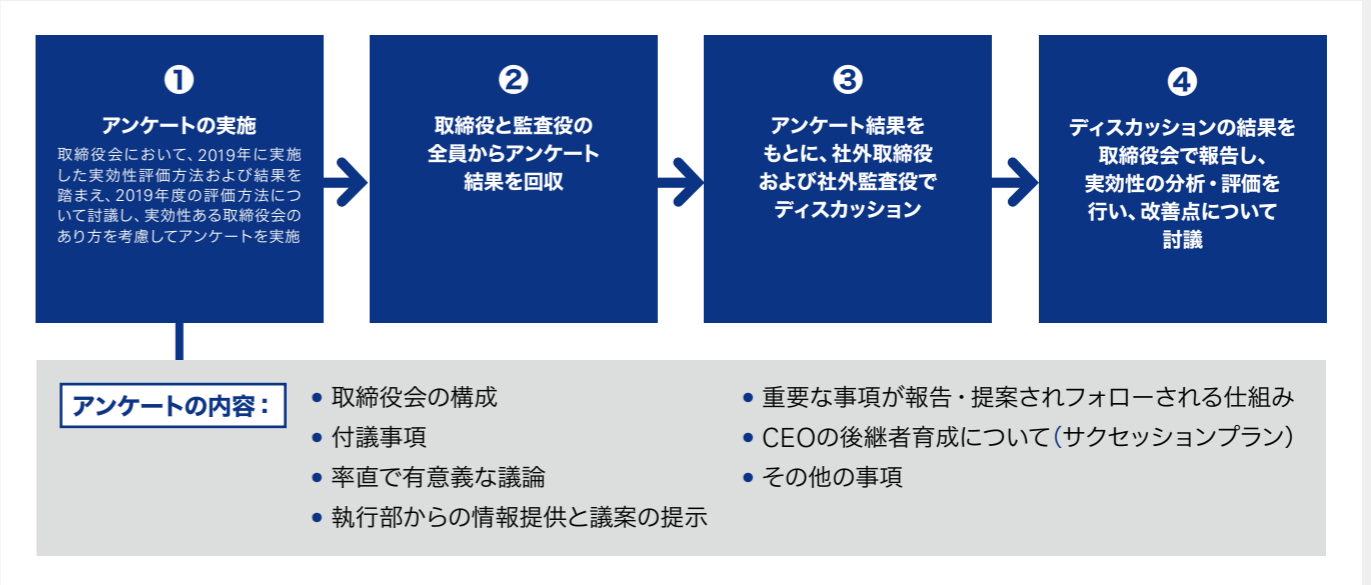 ❶
アンケートの実施
取締役会において、2019年に実施
した実効性評価方法および結果を
踏まえ、2019年度の評価方法につ
いて討議し、実効性ある取締役会の
あり方を考慮してアンケートを実施
❷
取締役と監査役の
全員からアンケート
結果を回収
❸
アンケート結果を
もとに、社外取締役
および社外監査役で
ディスカッション
❹
ディスカッションの結果を
取締役会で報告し、
実効性の分析・評価を
行い、改善点について
討議
アンケートの内容：
• 取締役会の構成
• 付議事項
• 率直で有意義な議論
• 執行部からの情報提供と議案の提示
• 重要な事項が報告・提案されフォローされる仕組み
• CEOの後継者育成について（サクセッションプラン）
• その他の事項